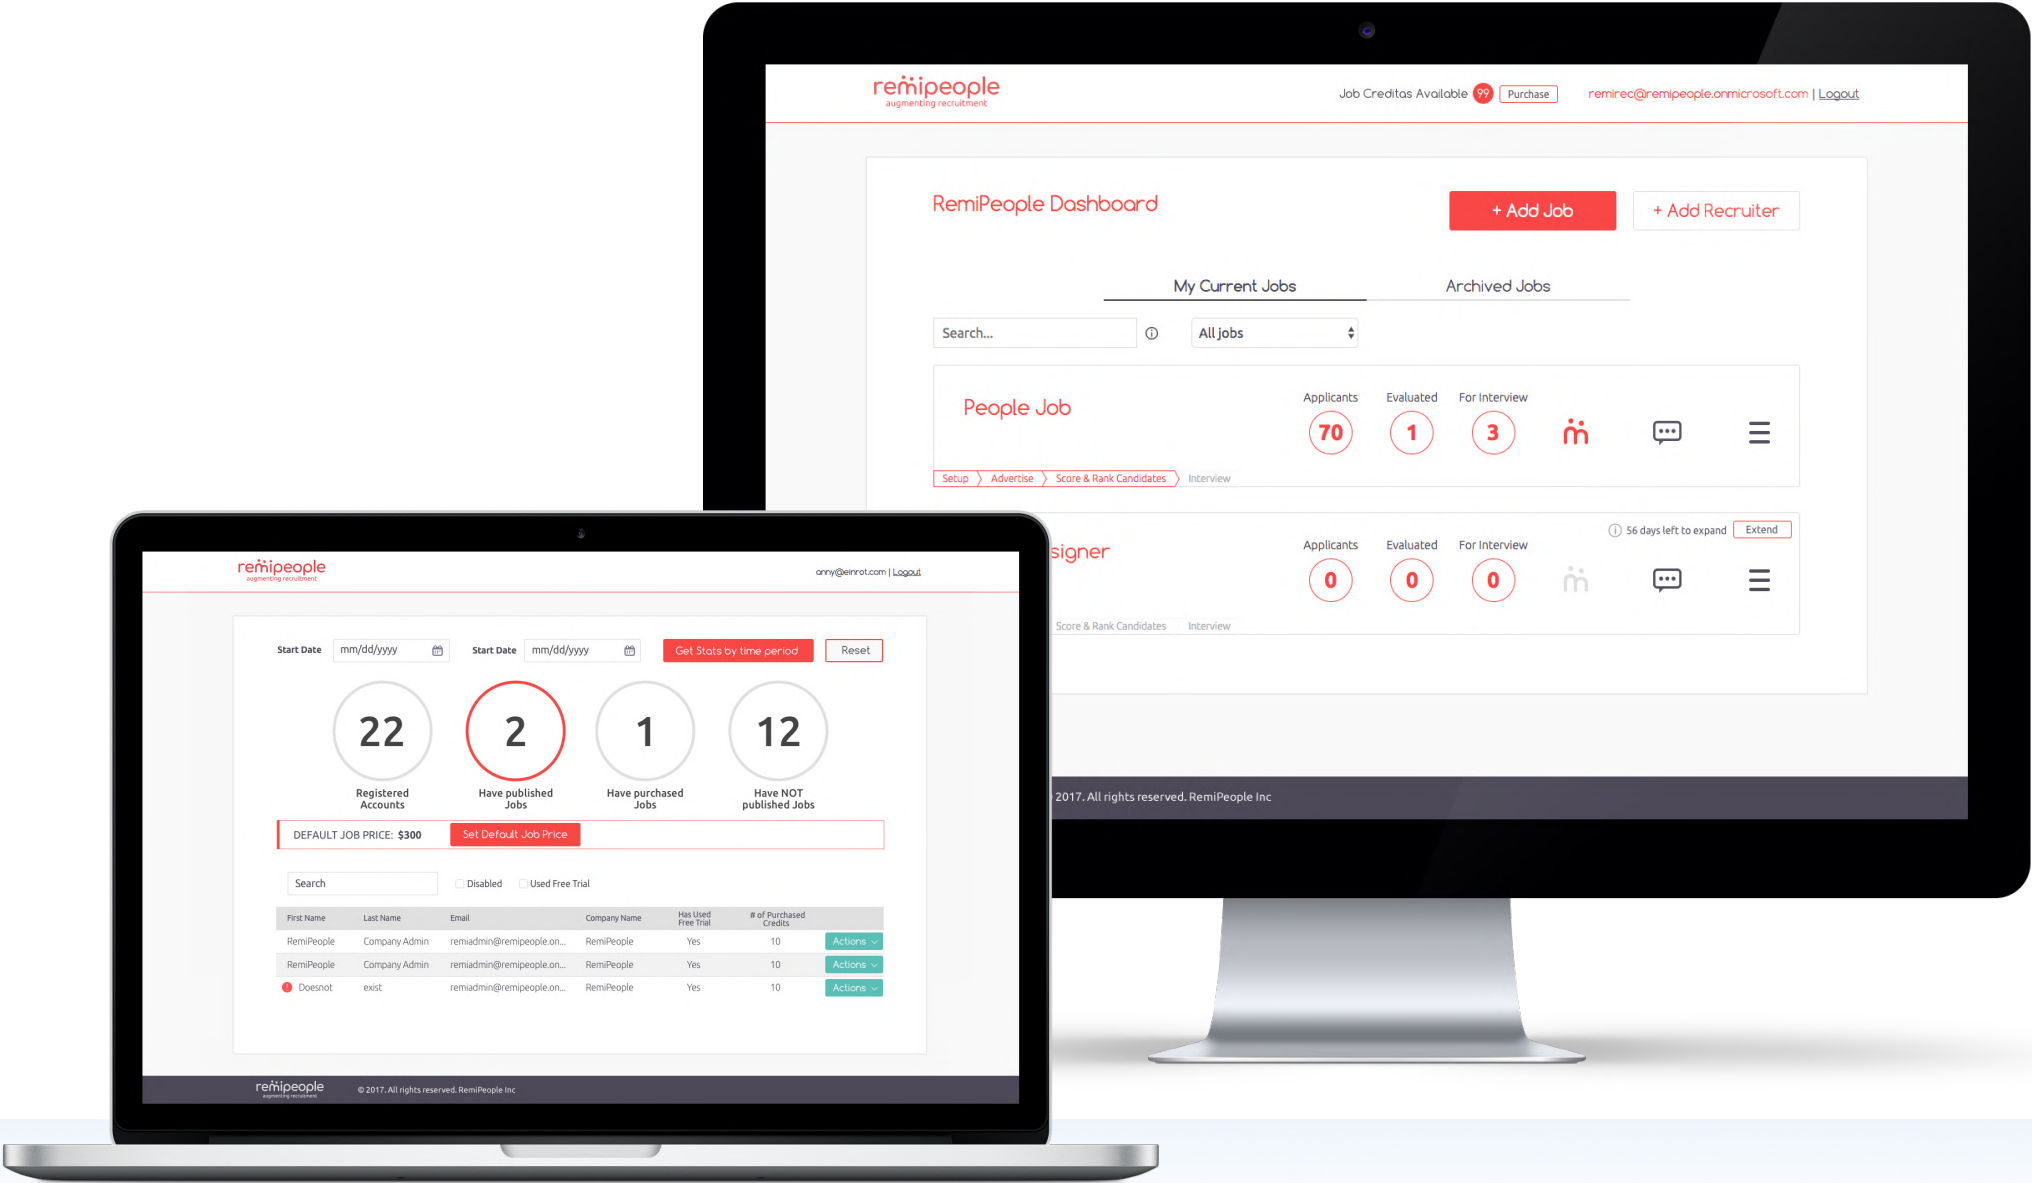 remipeople
augmenting recruitment
Job Creditas Available 99 Purchase remirec@remipeople.onmicrosoft.com | Logout
RemiPeople Dashboard
+ Add Job + Add Recruiter
My Current Jobs Archived Jobs
Search... All jobs
People Job
Applicants Evaluated For Interview
70 1 3
Setup Advertise Score & Rank Candidates Interview
56 days left to expand Extend
signer
Applicants Evaluated For Interview
0 0 0
Score & Rank Candidates Interview
2017. All rights reserved. RemiPeople Inc
remipeople
augmenting recruitment
anny@einrot.com | Logout
Start Date mm/dd/yyyy Start Date mm/dd/yyyy Get Stats by time period Reset
22 2 1 12
Registered Have published Have purchased Have NOT
Accounts Jobs Jobs published Jobs
DEFAULT JOB PRICE: $300 Set Default Job Price
Search Disabled Used Free Trial
First Name Last Name Email Company Name Has Used Free Trial # of Purchased Credits
RemiPeople Company Admin remiadmin@remipeople.on... RemiPeople Yes 10 Actions
RemiPeople Company Admin remiadmin@remipeople.on... RemiPeople Yes 10 Actions
! Doesnot exist remiadmin@remipeople.on... RemiPeople Yes 10 Actions
remipeople
augmenting recruitment
© 2017. All rights reserved. RemiPeople Inc